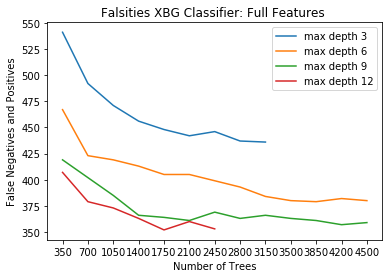 Falsities XBG Classifier: Full Features
550
525
500
475
450
425
400
375
350
False Negatives and Positives
max depth 3
max depth 6
max depth 9
max depth 12
350 700 1050 1400 1750 2100 2450 2800 3150 3500 3850 4200 4500
Number of Trees